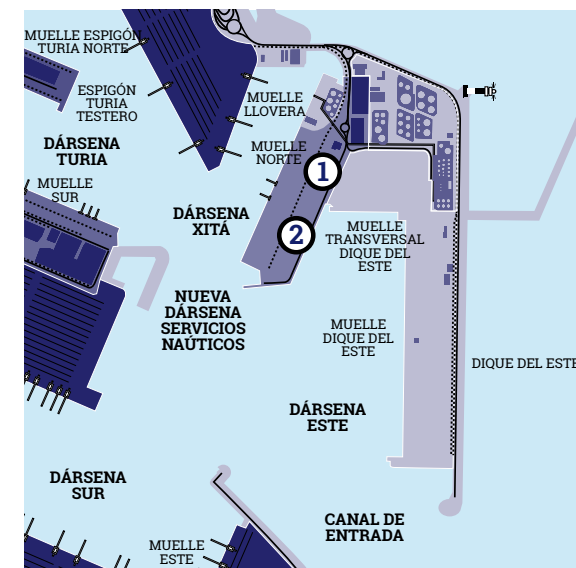 MUELLE ESPIGÓN
TURIA NORTE
ESPIGÓN
TURIA
TESTERO
MUELLE
LLOVERA
DÁRSENA
TURIA
MUELLE
NORTE
1
MUELLE
SUR
DÁRSENA
XITÁ
2
MUELLE
TRANSVERSAL
DIQUE DEL
ESTE
NUEVA
DÁRSENA
SERVICIOS
NAÚTICOS
MUELLE
DIQUE DEL
ESTE
DIQUE DEL ESTE
DÁRSENA
ESTE
DÁRSENA
SUR
CANAL DE
ENTRADA
MUELLE
ESTE